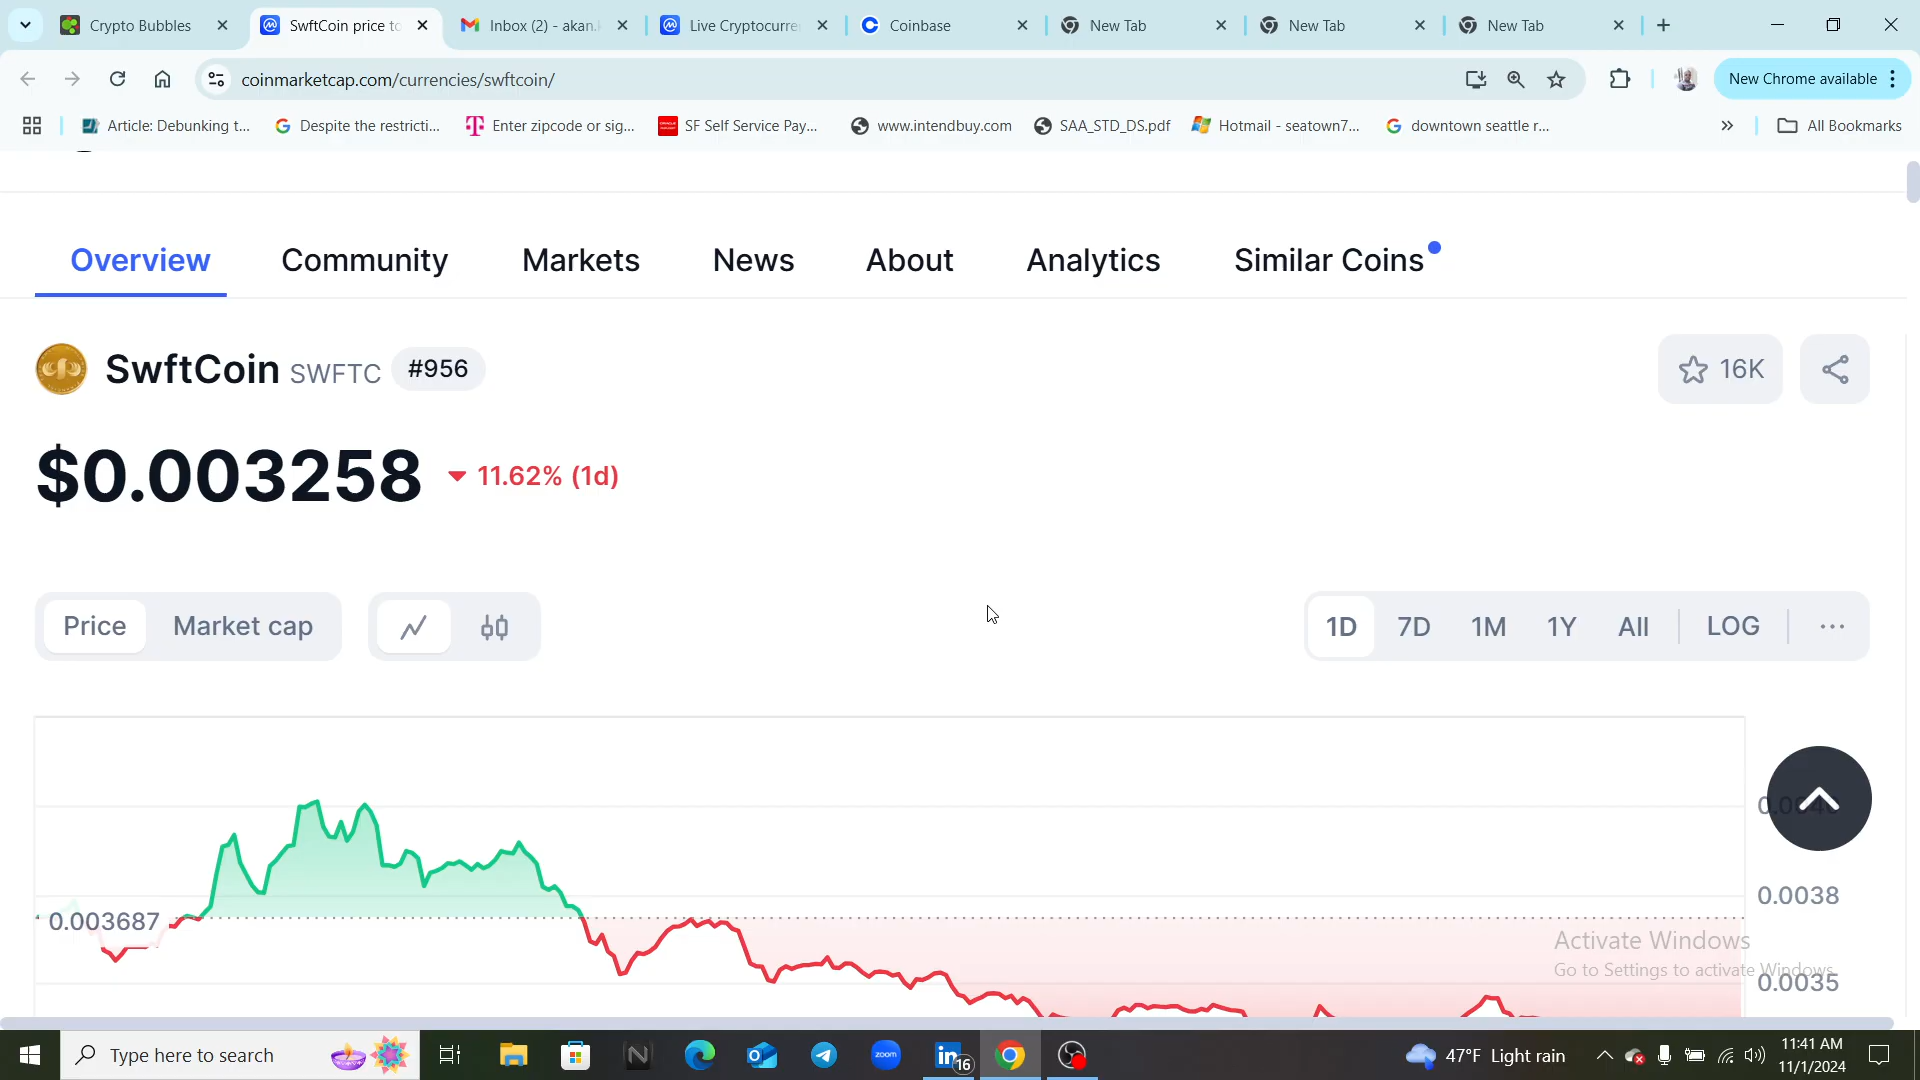 Crypto Bubbles
SwftCoin price to
Inbox (2) - akan.
Live Cryptocurre
Coinbase
New Tab
New Tab
New Tab
coinmarketcap.com/currencies/swftcoin/
New Chrome available
Article: Debunking t...
Despite the restricti...
Enter zipcode or sig...
SF Self Service Pay...
www.intendbuy.com
SAA_STD_DS.pdf
Hotmail - seatown7...
downtown seattle r...
All Bookmarks
Overview
Community
Markets
News
About
Analytics
Similar Coins
SwftCoin SWFTC #956
16K
$0.003258 11.62% (1d)
Price
Market cap
1D
7D
1M
1Y
All
LOG
0.0038
0.003687
Activate Windows
Go to Settings to activate Windows.
0.0035
Type here to search
zoom
16
47°F Light rain
11:41 AM
11/1/2024